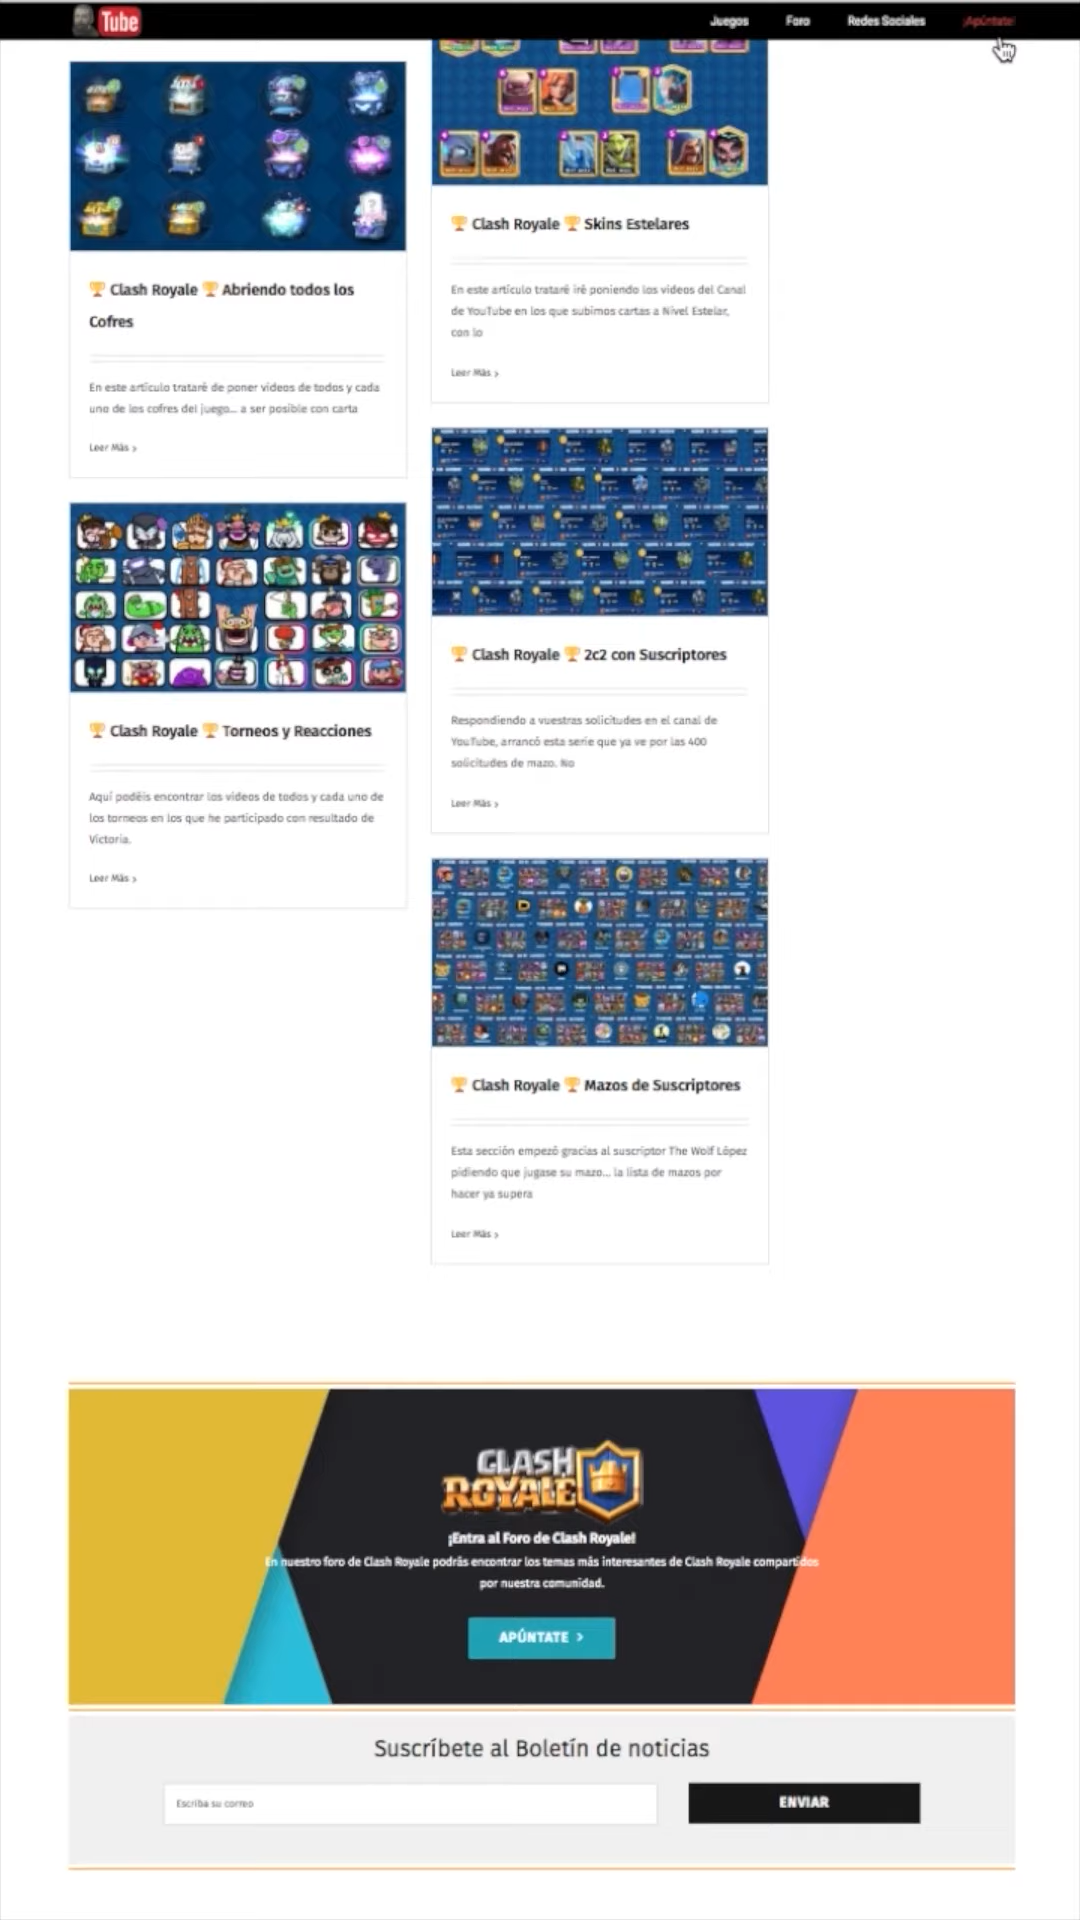 Tube
Juegos Foro Redes Sociales ¡Apúntate!
🏆 Clash Royale 🏆 Abriendo todos los
Cofres
En este artículo trataré de poner vídeos de todos y cada
uno de los cofres del juego... a ser posible con carta
Leer Más >
🏆 Clash Royale 🏆 Torneos y Reacciones
Aquí podéis encontrar los vídeos de todos y cada uno de
los torneos en los que he participado con resultado de
Victoria.
Leer Más >
🏆 Clash Royale 🏆 Skins Estelares
En este artículo trataré iré poniendo los vídeos del Canal
de YouTube en los que subimos cartas a Nivel Estelar,
con lo
Leer Más >
🏆 Clash Royale 🏆 2c2 con Suscriptores
Respondiendo a vuestras solicitudes en el canal de
YouTube, arrancó esta serie que ya ve por las 400
solicitudes de mazo. No
Leer Más >
🏆 Clash Royale 🏆 Mazos de Suscriptores
Esta sección empezó gracias al suscriptor The Wolf López
pidiendo que jugase su mazo... la lista de mazos por
hacer ya supera
Leer Más >
CLASH
ROYALE
¡Entra al Foro de Clash Royale!
En nuestro foro de Clash Royale podrás encontrar los temas más interesantes de Clash Royale compartidos
por nuestra comunidad.
APÚNTATE >
Suscríbete al Boletín de noticias
Escriba su correo
ENVIAR